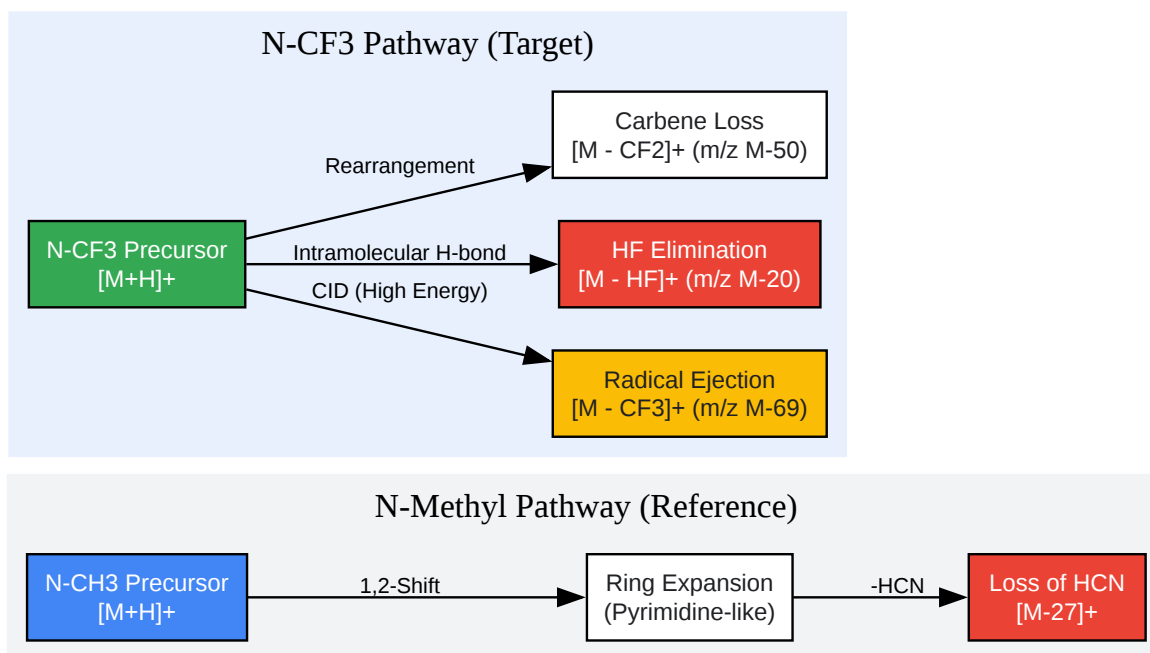 N-CF3 Pathway (Target)
Carbene Loss
[M - CF2]+ (m/z M-50)
Rearrangement
N-CF3 Precursor
[M+H]+
Intramolecular H-bond
HF Elimination
[M - HF]+ (m/z M-20)
CID (High Energy)
Radical Ejection
[M - CF3]+ (m/z M-69)
N-Methyl Pathway (Reference)
N-CH3 Precursor
[M+H]+
1,2-Shift
Ring Expansion
(Pyrimidine-like)
-HCN
Loss of HCN
[M-27]+